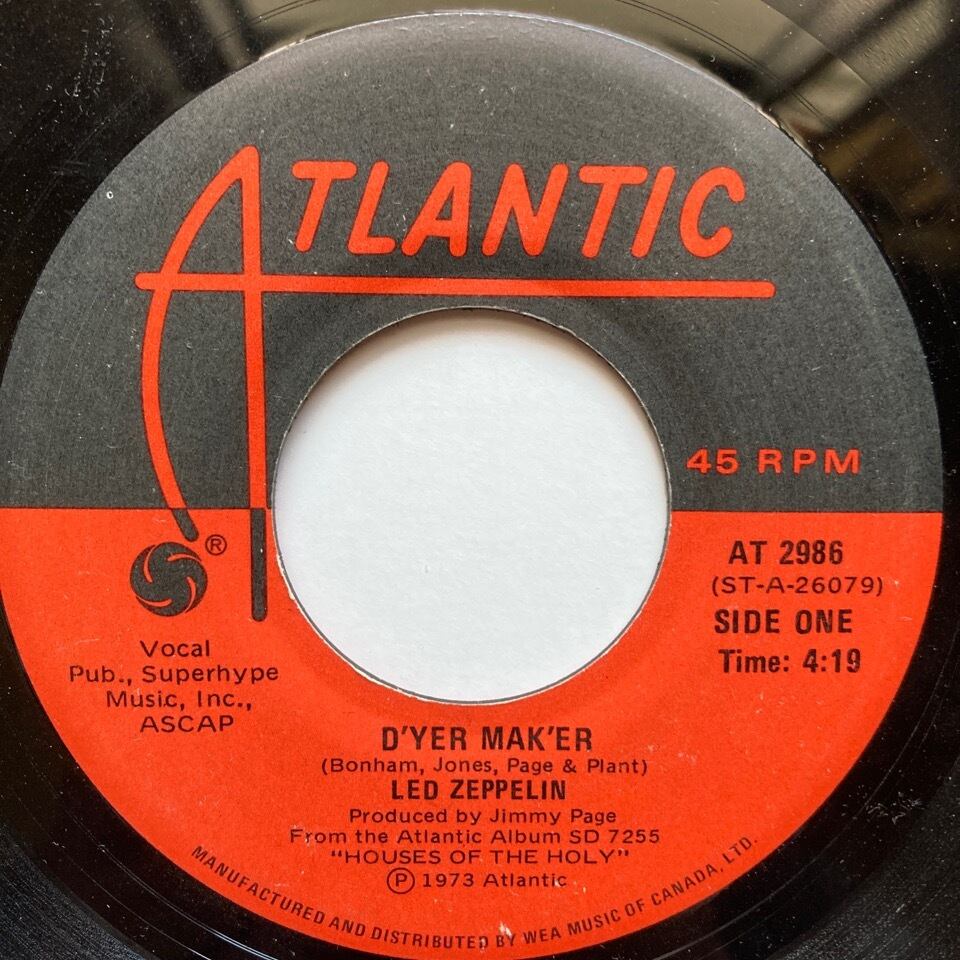 ATLANTIC
45 RPM
®
AT 2986
(ST-A-26079)
SIDE ONE
Time: 4:19
Vocal
Pub., Superhype
Music, Inc.,
ASCAP
D'YER MAK'ER
(Bonham, Jones, Page & Plant)
LED ZEPPELIN
Produced by Jimmy Page
From the Atlantic Album SD 7255
"HOUSES OF THE HOLY"
℗ 1973 Atlantic
MANUFACTURED AND DISTRIBUTED BY WEA MUSIC OF CANADA, LTD.